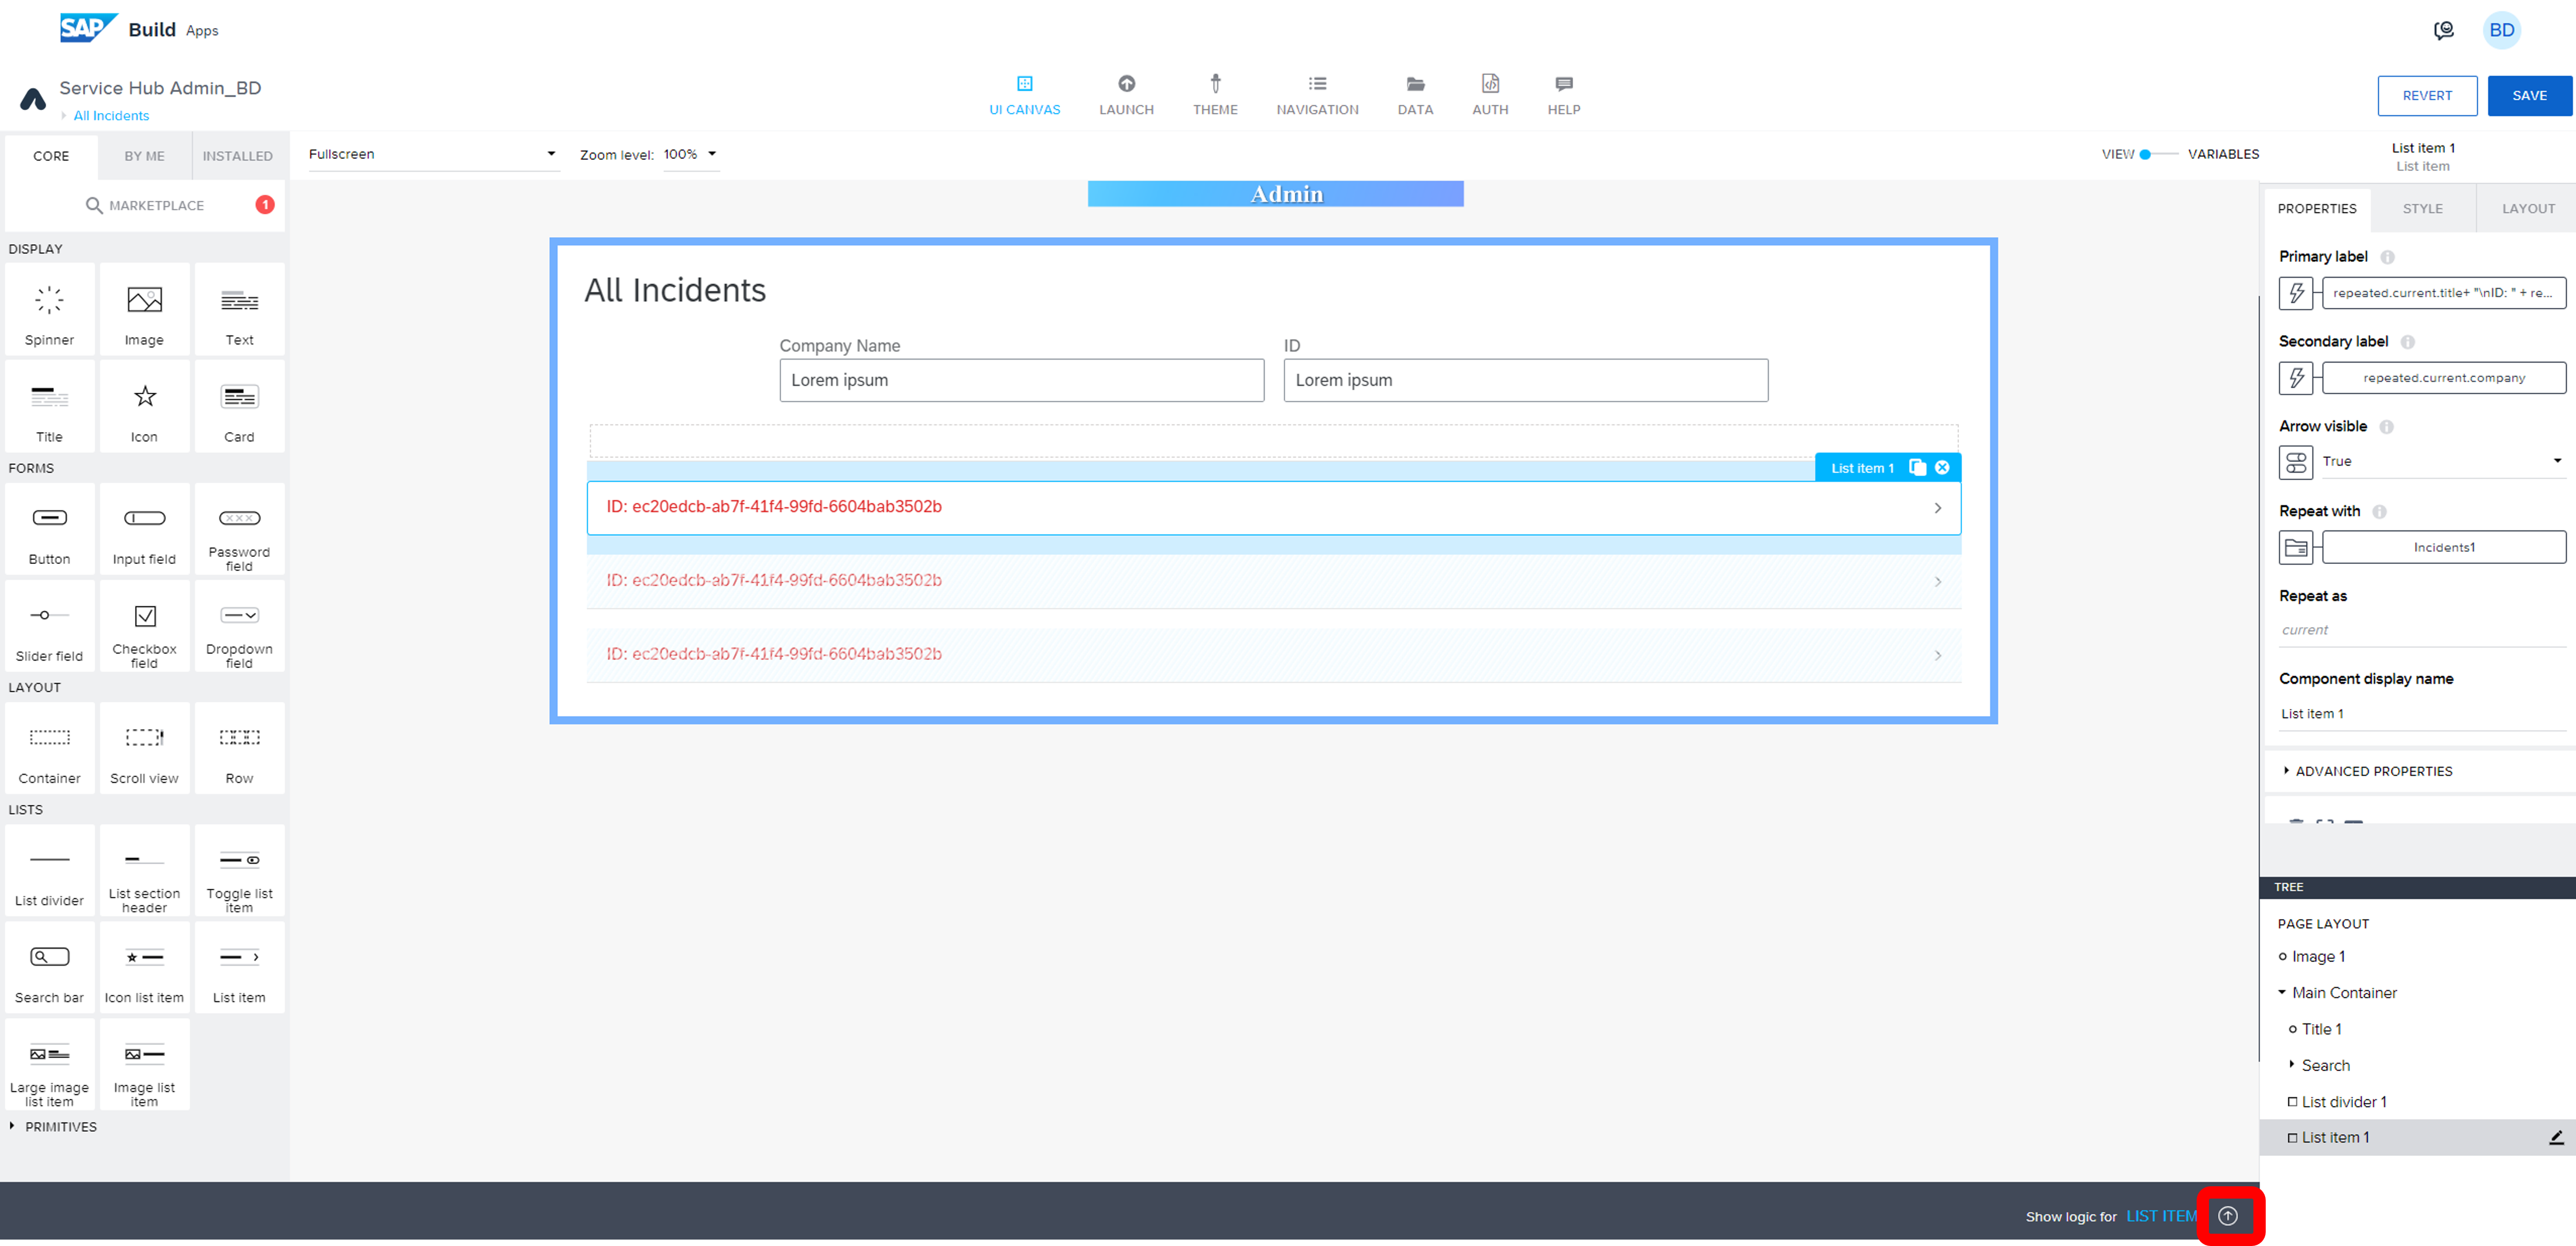 SAP Build Apps
BD
Service Hub Admin_BD
All Incidents
UI CANVAS
LAUNCH
THEME
NAVIGATION
DATA
AUTH
HELP
REVERT
SAVE
CORE
BY ME
INSTALLED
Fullscreen
Zoom level: 100%
VIEW
VARIABLES
List item 1
List item
MARKETPLACE
1
Admin
PROPERTIES
STYLE
LAYOUT
DISPLAY
Spinner
Image
Text
Title
Icon
Card
FORMS
Button
Input field
Password field
Slider field
Checkbox field
Dropdown field
LAYOUT
Container
Scroll view
Row
LISTS
List divider
List section header
Toggle list item
Search bar
Icon list item
List item
Large image list item
Image list item
PRIMITIVES
All Incidents
Company Name
ID
Lorem ipsum
Lorem ipsum
List item 1
ID: ec20edcb-ab7f-41f4-99fd-6604bab3502b
ID: ec20edcb-ab7f-41f4-99fd-6604bab3502b
ID: ec20edcb-ab7f-41f4-99fd-6604bab3502b
Primary label
repeated.current.title+ "\nID: " + re...
Secondary label
repeated.current.company
Arrow visible
True
Repeat with
Incidents1
Repeat as
current
Component display name
List item 1
ADVANCED PROPERTIES
TREE
PAGE LAYOUT
Image 1
Main Container
Title 1
Search
List divider 1
List item 1
Show logic for LIST ITEM